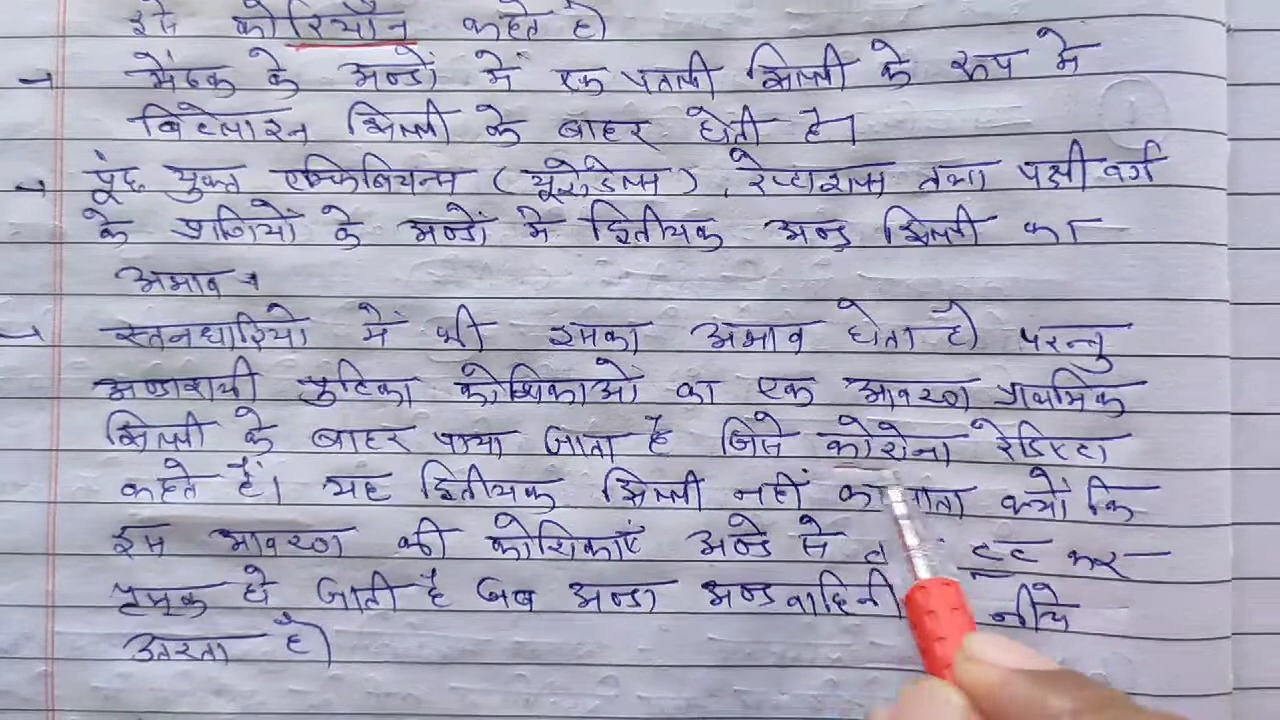 इसे कोरियॉन कहते है।
→ मेंढक के अण्डों में एक पतली झिल्ली के रूप में
विटेलाइन झिल्ली के बाहर होती है।
→ पूंछ युक्त एम्फिबियन्स (यूरोडेला), रेप्टाइल्स तथा पक्षी वर्ग
के प्राणियों के अण्डों में द्वितीयक अण्ड झिल्ली का
अभाव →
→ स्तनधारियो में भी इसका अभाव होता है। परन्तु
अण्डाशयी पुटिका कोशिकाओं का एक आवरण प्राथमिक
झिल्ली के बाहर पाया जाता है जिसे कोरोना रेडिएटा
कहते हैं। यह द्वितीयक झिल्ली नहीं क्यों कि
इस आवरण की कोशिकाएँ अण्डे से टूट कर
पृथक हो जाती है जब अण्डा अण्डवाहिनी नीचे
उतरता है।